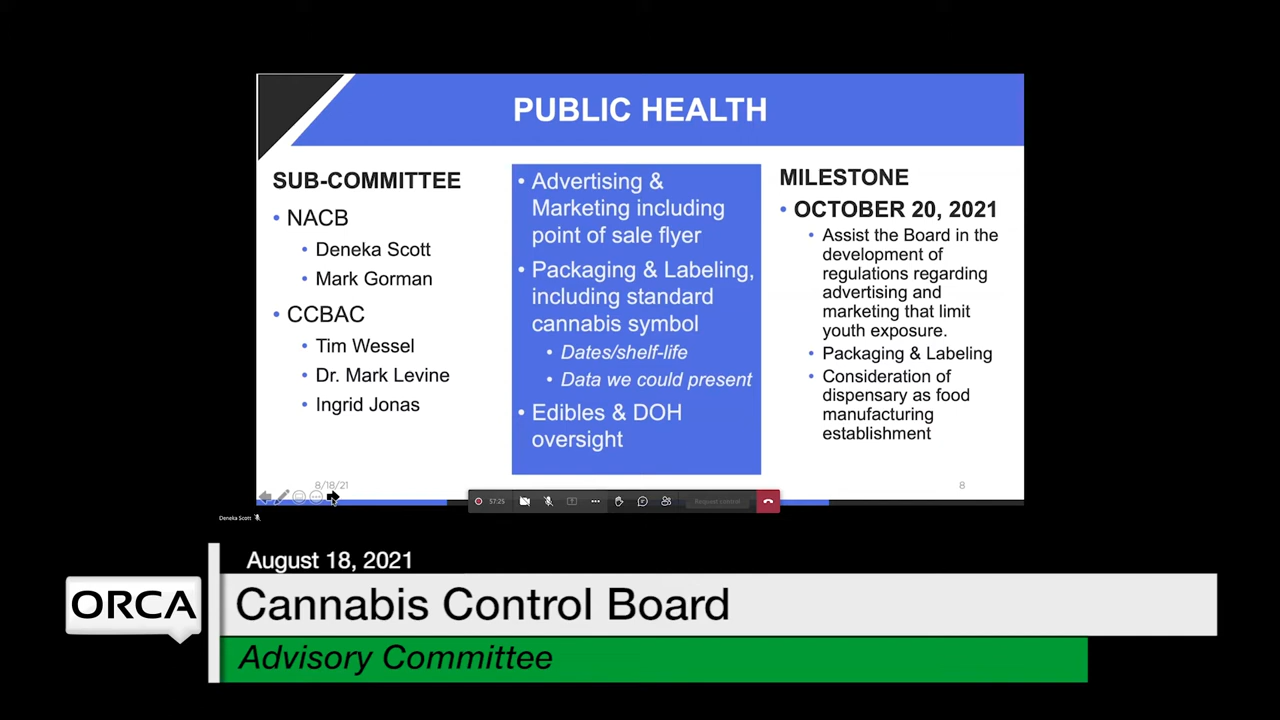 PUBLIC HEALTH
SUB-COMMITTEE
• NACB
• Deneka Scott
• Mark Gorman
• CCBAC
• Tim Wessel
• Dr. Mark Levine
• Ingrid Jonas
• Advertising &
Marketing including
point of sale flyer
• Packaging & Labeling,
including standard
cannabis symbol
• Dates/shelf-life
• Data we could present
• Edibles & DOH
oversight
MILESTONE
• OCTOBER 20, 2021
• Assist the Board in the
development of
regulations regarding
advertising and
marketing that limit
youth exposure.
• Packaging & Labeling
• Consideration of
dispensary as food
manufacturing
establishment
8/18/21
8
57:25
Request control
Deneka Scott
August 18, 2021
ORCA
Cannabis Control Board
Advisory Committee